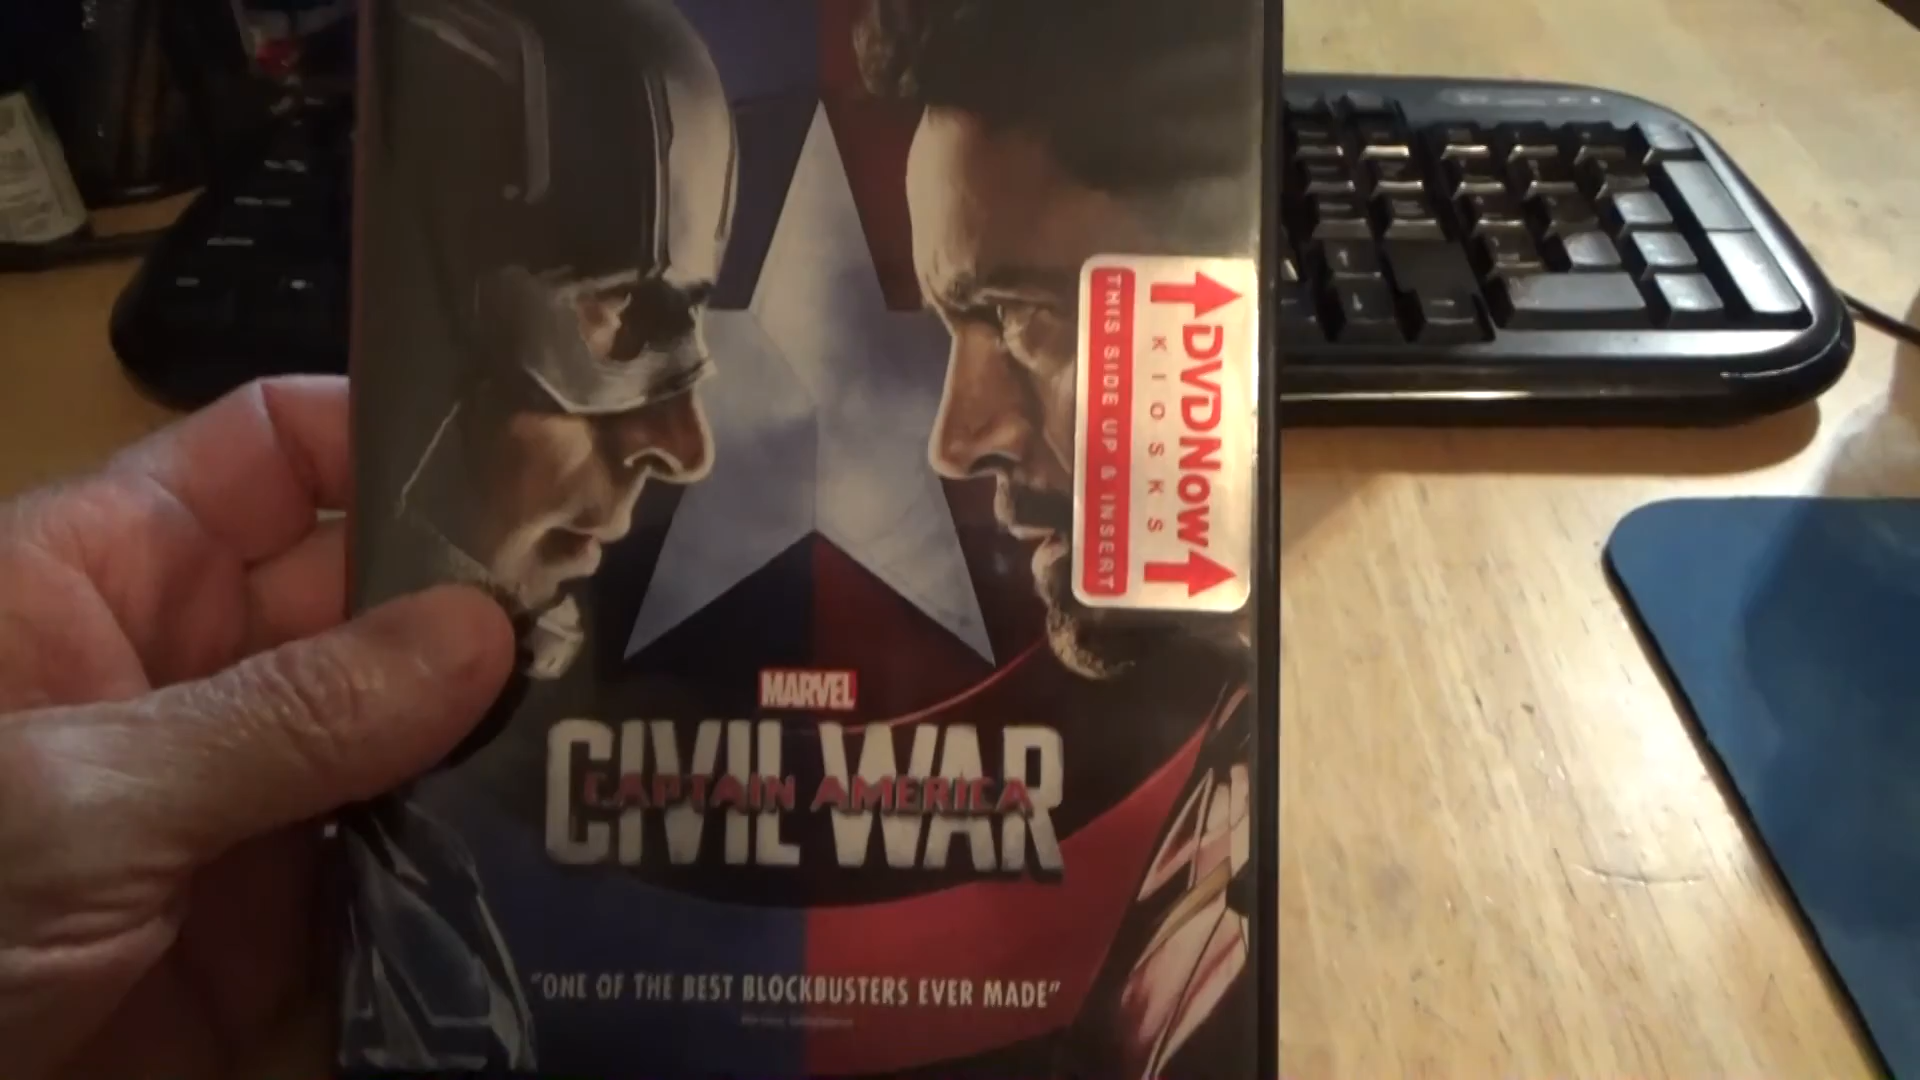 DVDNOW
KIOSKS
THIS SIDE UP & INSERT
MARVEL
CIVIL WAR
CAPTAIN AMERICA
"ONE OF THE BEST BLOCKBUSTERS EVER MADE"